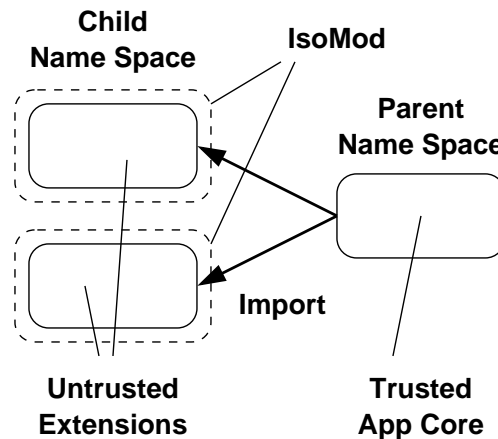 Child
Name Space
IsoMod
Parent
Name Space
Import
Untrusted
Extensions
Trusted
App Core